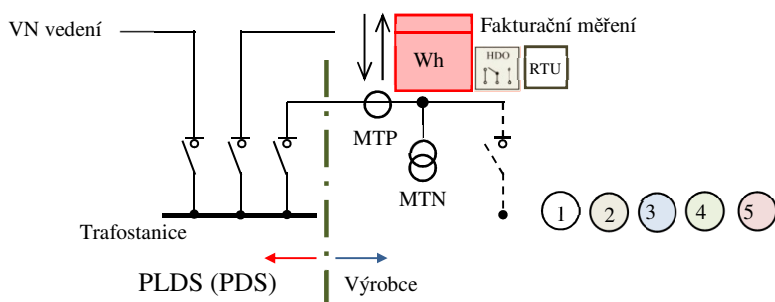 VN vedení
Fakturační měření
Wh
HDO
RTU
MTP
MTN
1 2 3 4 5
Trafostanice
PLDS (PDS)
Výrobce